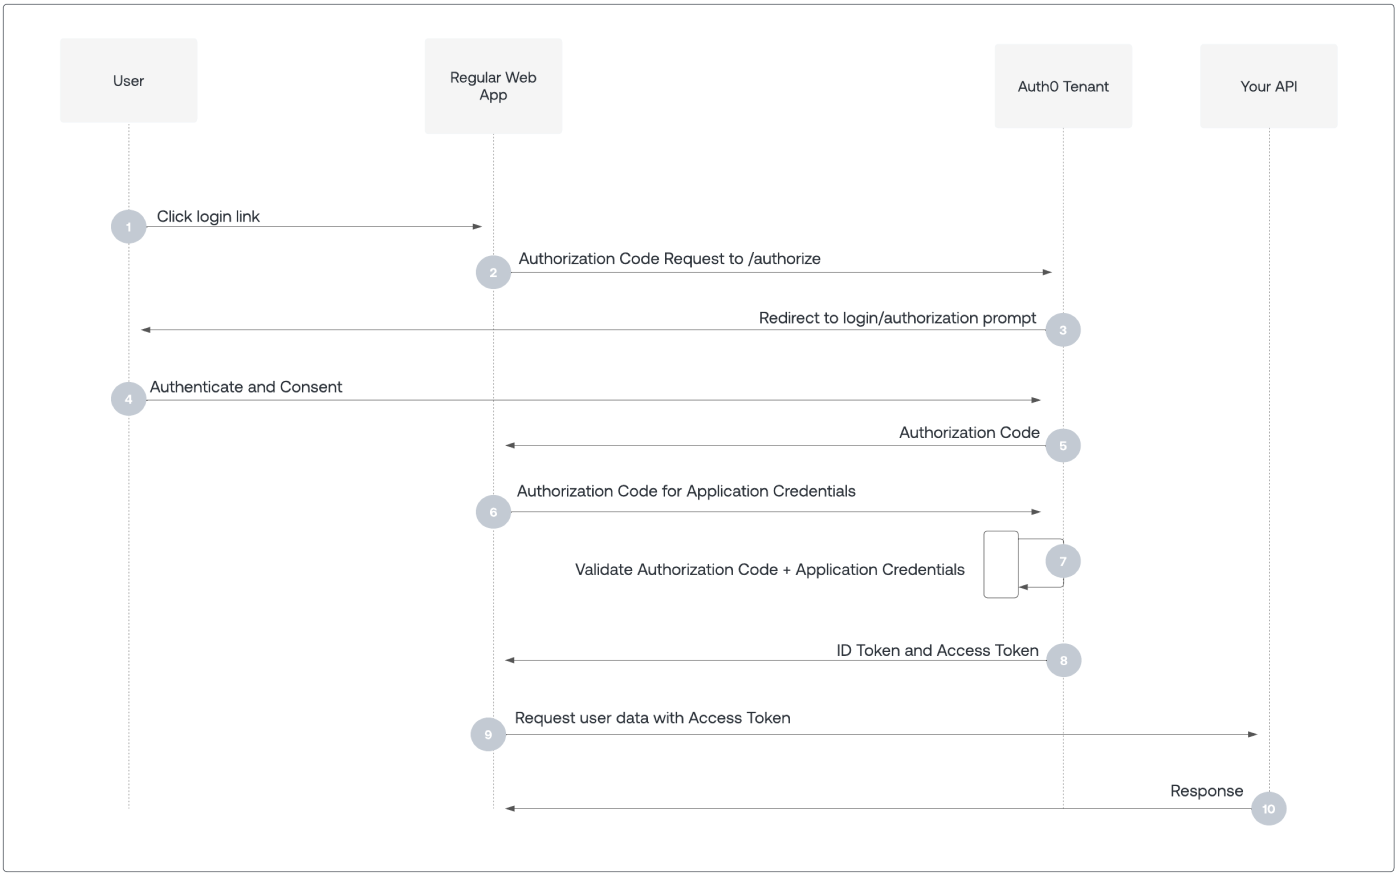 User
Regular Web
App
Auth0 Tenant
Your API
1
Click login link
2
Authorization Code Request to /authorize
Redirect to login/authorization prompt
3
4
Authenticate and Consent
Authorization Code
5
6
Authorization Code for Application Credentials
Validate Authorization Code + Application Credentials
7
ID Token and Access Token
8
9
Request user data with Access Token
Response
10